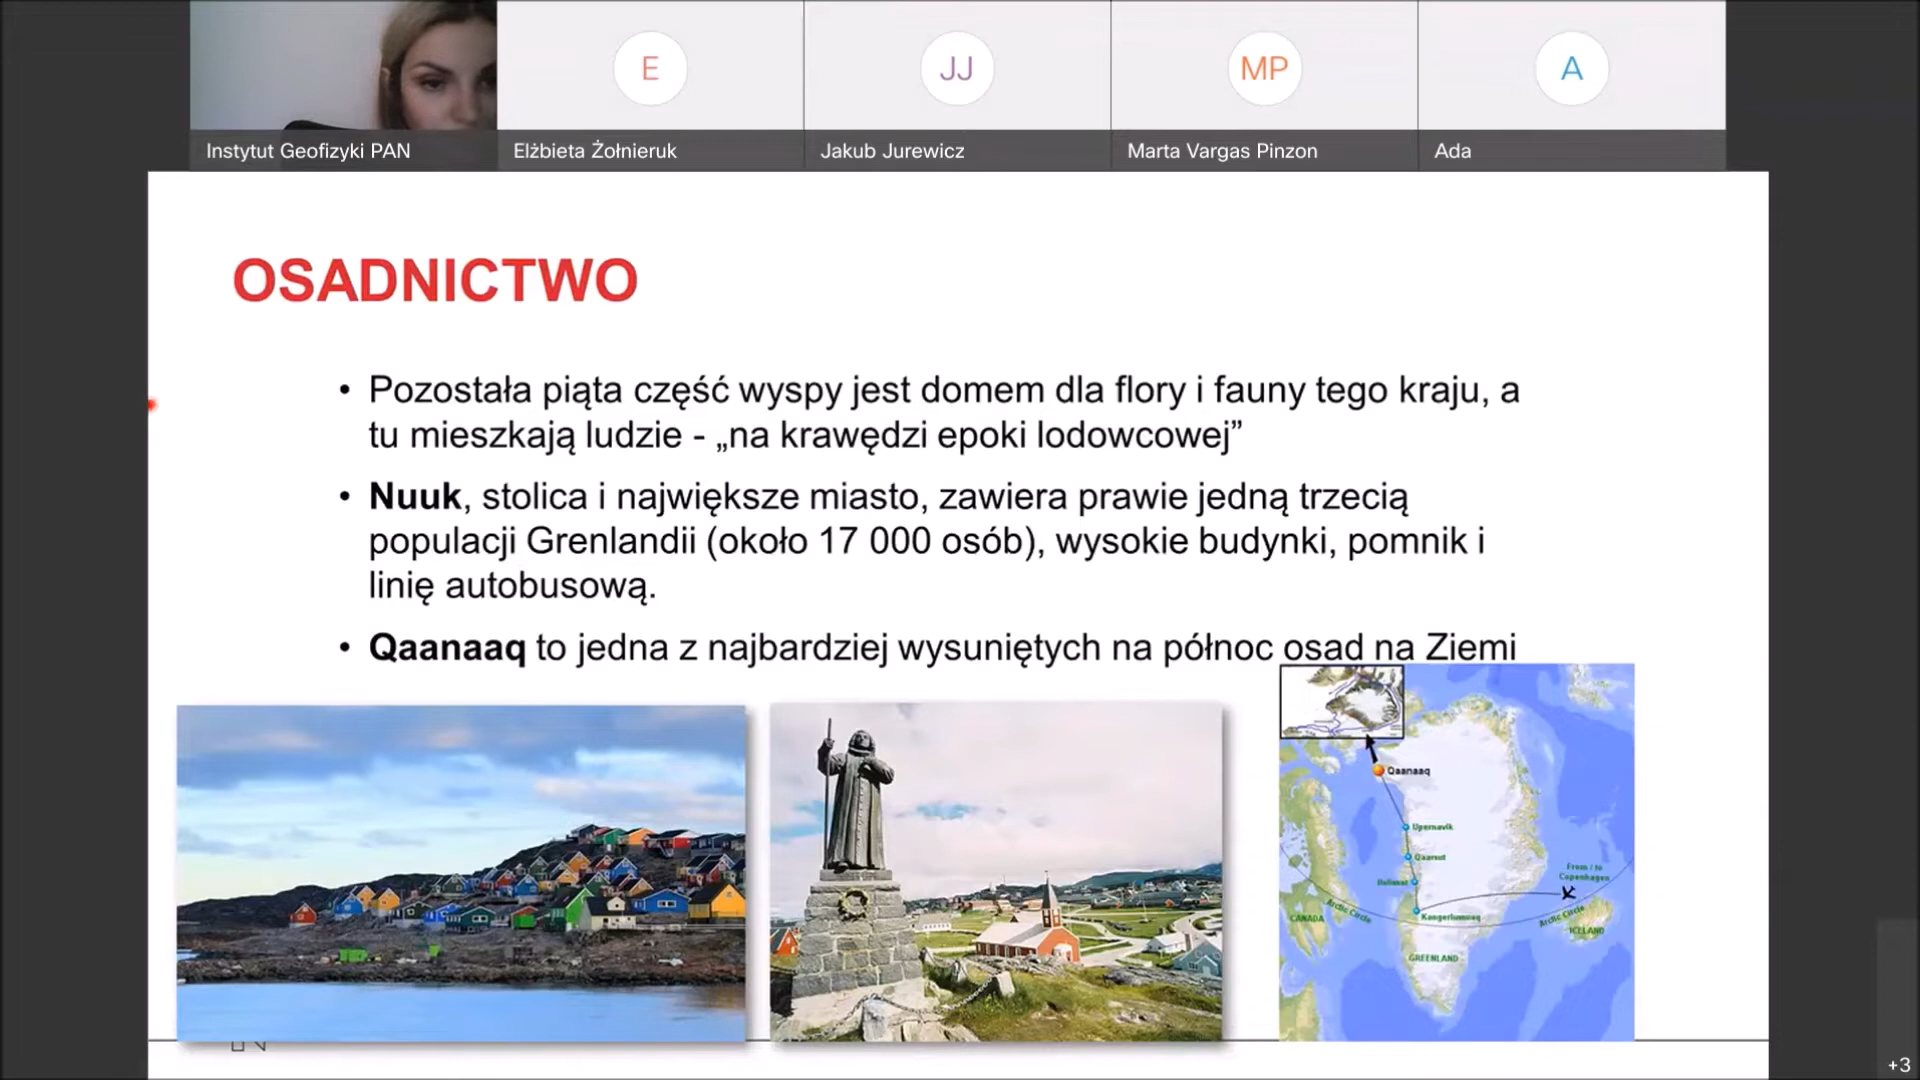 E
JJ
MP
A
Instytut Geofizyki PAN
Elżbieta Żołnieruk
Jakub Jurewicz
Marta Vargas Pinzon
Ada
OSADNICTWO
• Pozostała piąta część wyspy jest domem dla flory i fauny tego kraju, a
tu mieszkają ludzie - „na krawędzi epoki lodowcowej”
• Nuuk, stolica i największe miasto, zawiera prawie jedną trzecią
populacji Grenlandii (około 17 000 osób), wysokie budynki, pomnik i
linię autobusową.
• Qaanaaq to jedna z najbardziej wysuniętych na północ osad na Ziemi
Qaanaaq
Upernavik
From / to
Copenhagen
Kangerlussuaq
CANADA
Arctic Circle
Arctic Circle
ICELAND
GREENLAND
+3